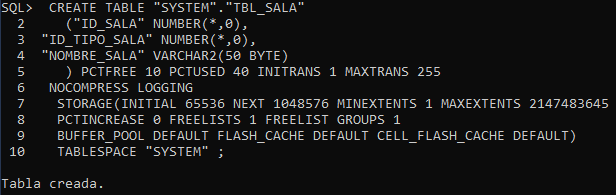 SQL>  CREATE TABLE "SYSTEM"."TBL_SALA"
  2     ("ID_SALA" NUMBER(*,0),
  3  "ID_TIPO_SALA" NUMBER(*,0),
  4  "NOMBRE_SALA" VARCHAR2(50 BYTE)
  5     ) PCTFREE 10 PCTUSED 40 INITRANS 1 MAXTRANS 255
  6   NOCOMPRESS LOGGING
  7    STORAGE(INITIAL 65536 NEXT 1048576 MINEXTENTS 1 MAXEXTENTS 2147483645
  8    PCTINCREASE 0 FREELISTS 1 FREELIST GROUPS 1
  9    BUFFER_POOL DEFAULT FLASH_CACHE DEFAULT CELL_FLASH_CACHE DEFAULT)
 10    TABLESPACE "SYSTEM" ;
Tabla creada.